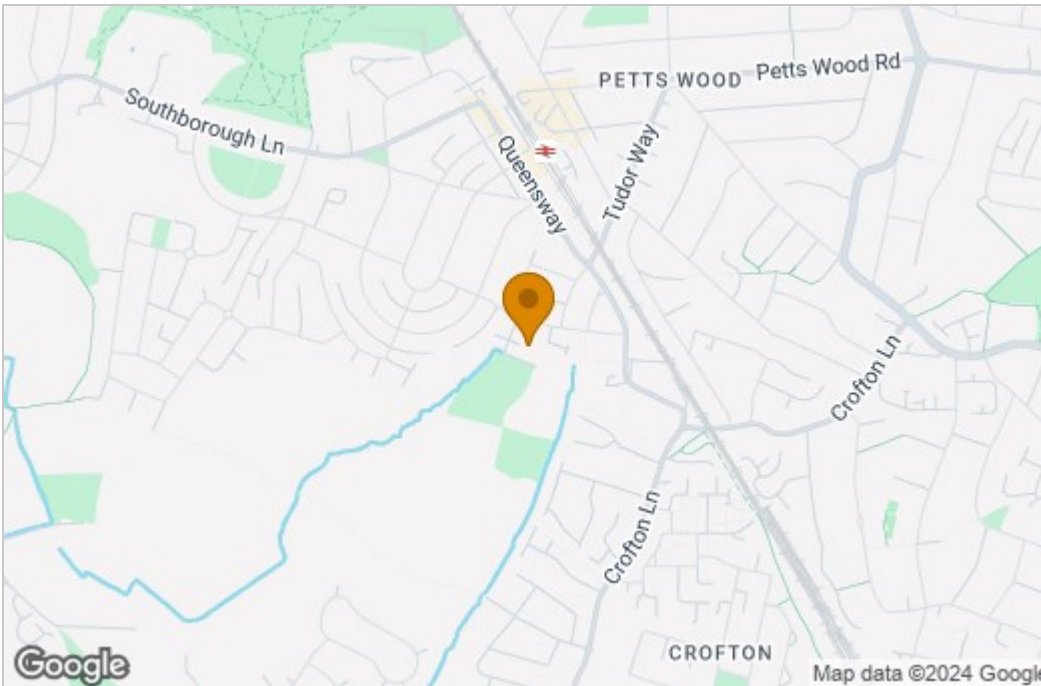 PETTS WOOD
Petts Wood Rd
Southborough Ln
Queensway
Tudor Way
Crofton Ln
Crofton Ln
CROFTON
Google
Map data ©2024 Google